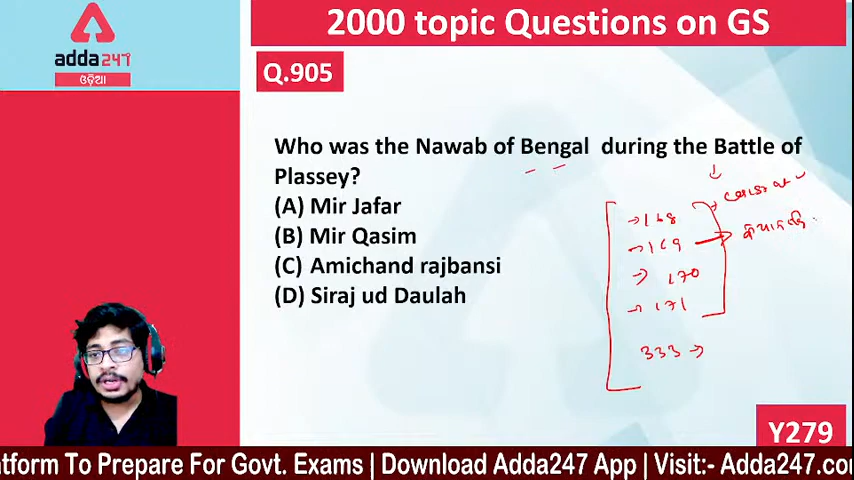 2000 topic Questions on GS
adda247
ଓଡ଼ିଆ
Q.905
Who was the Nawab of Bengal during the Battle of
Plassey?
(A) Mir Jafar
(B) Mir Qasim
(C) Amichand rajbansi
(D) Siraj ud Daulah
→168
→169
→ 170
→ 171
333 →
Y279
atform To Prepare For Govt. Exams | Download Adda247 App | Visit:- Adda247.co